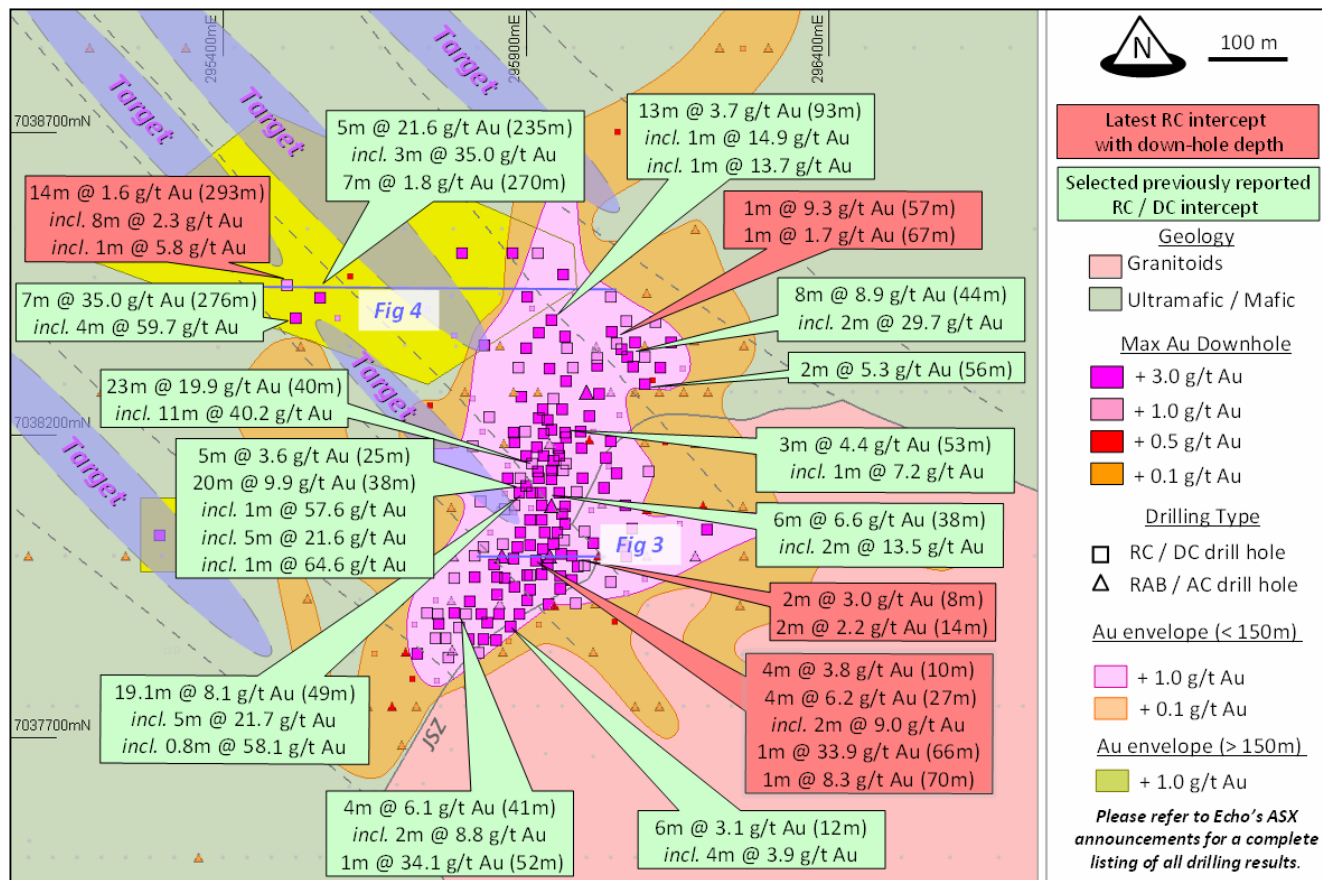 295400mE
295900mE
296400mE
7038700mN
7038200mN
7037700mN
Target
Target
Target
Target
Target
5m @ 21.6 g/t Au (235m)
incl. 3m @ 35.0 g/t Au
7m @ 1.8 g/t Au (270m)
13m @ 3.7 g/t Au (93m)
incl. 1m @ 14.9 g/t Au
incl. 1m @ 13.7 g/t Au
14m @ 1.6 g/t Au (293m)
incl. 8m @ 2.3 g/t Au
incl. 1m @ 5.8 g/t Au
1m @ 9.3 g/t Au (57m)
1m @ 1.7 g/t Au (67m)
7m @ 35.0 g/t Au (276m)
incl. 4m @ 59.7 g/t Au
Fig 4
8m @ 8.9 g/t Au (44m)
incl. 2m @ 29.7 g/t Au
2m @ 5.3 g/t Au (56m)
23m @ 19.9 g/t Au (40m)
incl. 11m @ 40.2 g/t Au
3m @ 4.4 g/t Au (53m)
incl. 1m @ 7.2 g/t Au
5m @ 3.6 g/t Au (25m)
20m @ 9.9 g/t Au (38m)
incl. 1m @ 57.6 g/t Au
incl. 5m @ 21.6 g/t Au
incl. 1m @ 64.6 g/t Au
6m @ 6.6 g/t Au (38m)
incl. 2m @ 13.5 g/t Au
Fig 3
2m @ 3.0 g/t Au (8m)
2m @ 2.2 g/t Au (14m)
4m @ 3.8 g/t Au (10m)
4m @ 6.2 g/t Au (27m)
incl. 2m @ 9.0 g/t Au
1m @ 33.9 g/t Au (66m)
1m @ 8.3 g/t Au (70m)
19.1m @ 8.1 g/t Au (49m)
incl. 5m @ 21.7 g/t Au
incl. 0.8m @ 58.1 g/t Au
JSZ
4m @ 6.1 g/t Au (41m)
incl. 2m @ 8.8 g/t Au
1m @ 34.1 g/t Au (52m)
6m @ 3.1 g/t Au (12m)
incl. 4m @ 3.9 g/t Au
N
100 m
Latest RC intercept
with down-hole depth
Selected previously reported
RC / DC intercept
Geology
Granitoids
Ultramafic / Mafic
Max Au Downhole
+ 3.0 g/t Au
+ 1.0 g/t Au
+ 0.5 g/t Au
+ 0.1 g/t Au
Drilling Type
RC / DC drill hole
RAB / AC drill hole
Au envelope (< 150m)
+ 1.0 g/t Au
+ 0.1 g/t Au
Au envelope (> 150m)
+ 1.0 g/t Au
Please refer to Echo's ASX
announcements for a complete
listing of all drilling results.